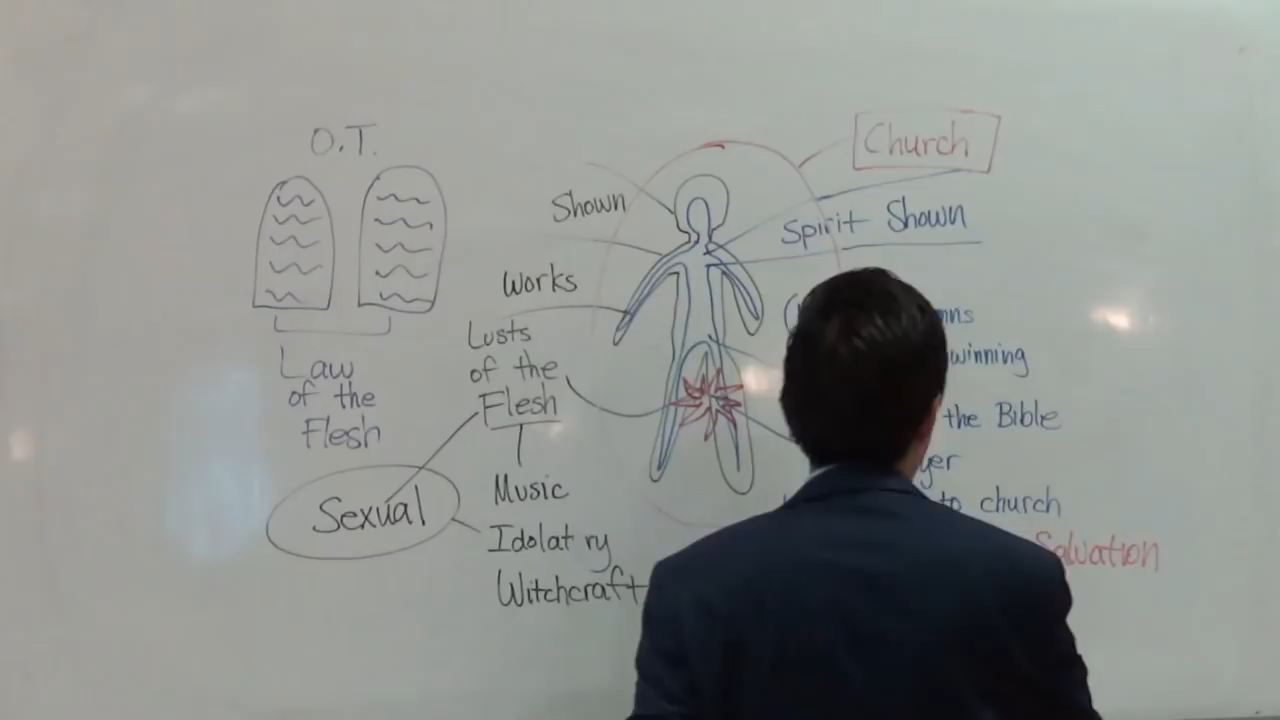 O.T.
Law
of the
Flesh
Shown
Works
Lusts
of the
Flesh
Sexual
Music
Idolatry
Witchcraft
Church
Spirit Shown
the Bible
to church
Salvation